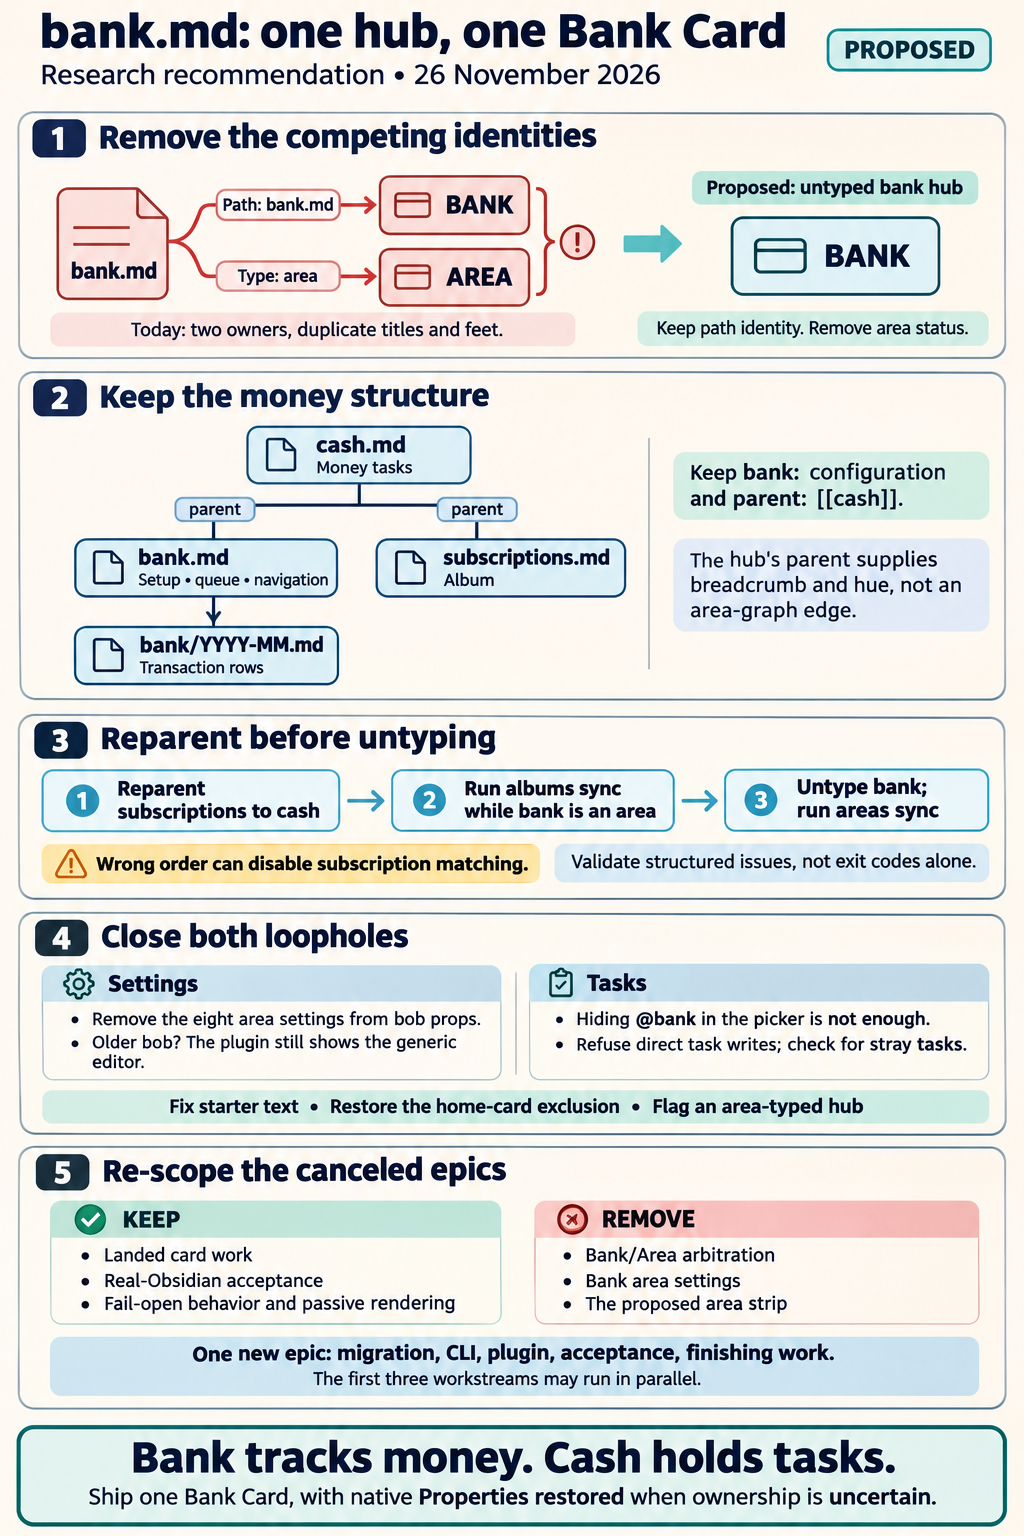 bank.md: one hub, one Bank Card
PROPOSED
Research recommendation • 26 November 2026
1 Remove the competing identities
bank.md
Path: bank.md
BANK
Type: area
AREA
!
Today: two owners, duplicate titles and feet.
Proposed: untyped bank hub
BANK
Keep path identity. Remove area status.
2 Keep the money structure
cash.md
Money tasks
parent
parent
bank.md
Setup • queue • navigation
subscriptions.md
Album
bank/YYYY-MM.md
Transaction rows
Keep bank: configuration
and parent: [[cash]].
The hub's parent supplies
breadcrumb and hue, not an
area-graph edge.
3 Reparent before untyping
1 Reparent
subscriptions to cash
2 Run albums sync
while bank is an area
3 Untype bank;
run areas sync
! Wrong order can disable subscription matching.
Validate structured issues, not exit codes alone.
4 Close both loopholes
Settings
• Remove the eight area settings from bob props.
• Older bob? The plugin still shows the generic
editor.
Tasks
• Hiding @bank in the picker is not enough.
• Refuse direct task writes; check for stray tasks.
Fix starter text • Restore the home-card exclusion • Flag an area-typed hub
5 Re-scope the canceled epics
KEEP
• Landed card work
• Real-Obsidian acceptance
• Fail-open behavior and passive rendering
REMOVE
• Bank/Area arbitration
• Bank area settings
• The proposed area strip
One new epic: migration, CLI, plugin, acceptance, finishing work.
The first three workstreams may run in parallel.
Bank tracks money. Cash holds tasks.
Ship one Bank Card, with native Properties restored when ownership is uncertain.